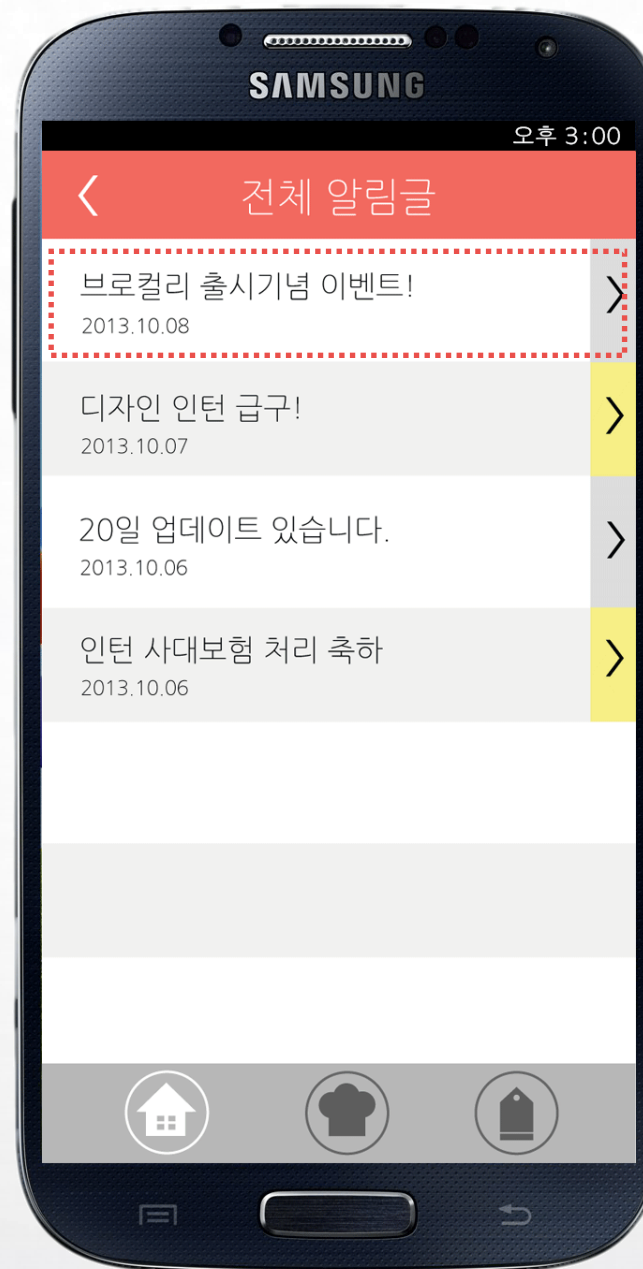 SAMSUNG
오후 3:00
전체 알림글
브로컬리 출시기념 이벤트!
2013.10.08
디자인 인턴 급구!
2013.10.07
20일 업데이트 있습니다.
2013.10.06
인턴 사대보험 처리 축하
2013.10.06